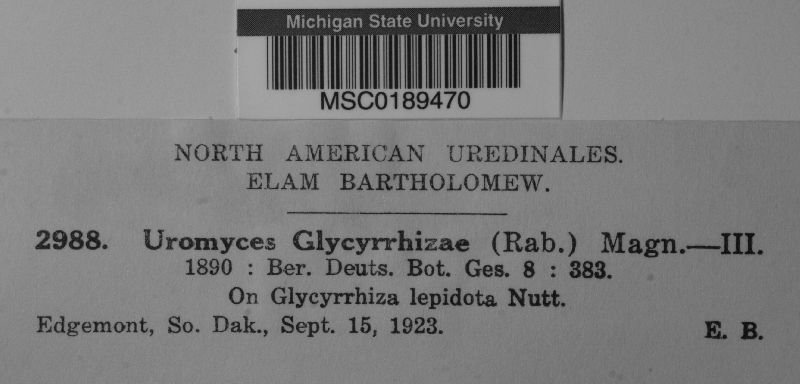 Michigan State University
MSC0189470
NORTH AMERICAN UREDINALES.
ELAM BARTHOLOMEW.
2988. Uromyces Glycyrrhizae (Rab.) Magn.—III.
1890 : Ber. Deuts. Bot. Ges. 8 : 383.
On Glycyrrhiza lepidota Nutt.
Edgemont, So. Dak., Sept. 15, 1923. E. B.